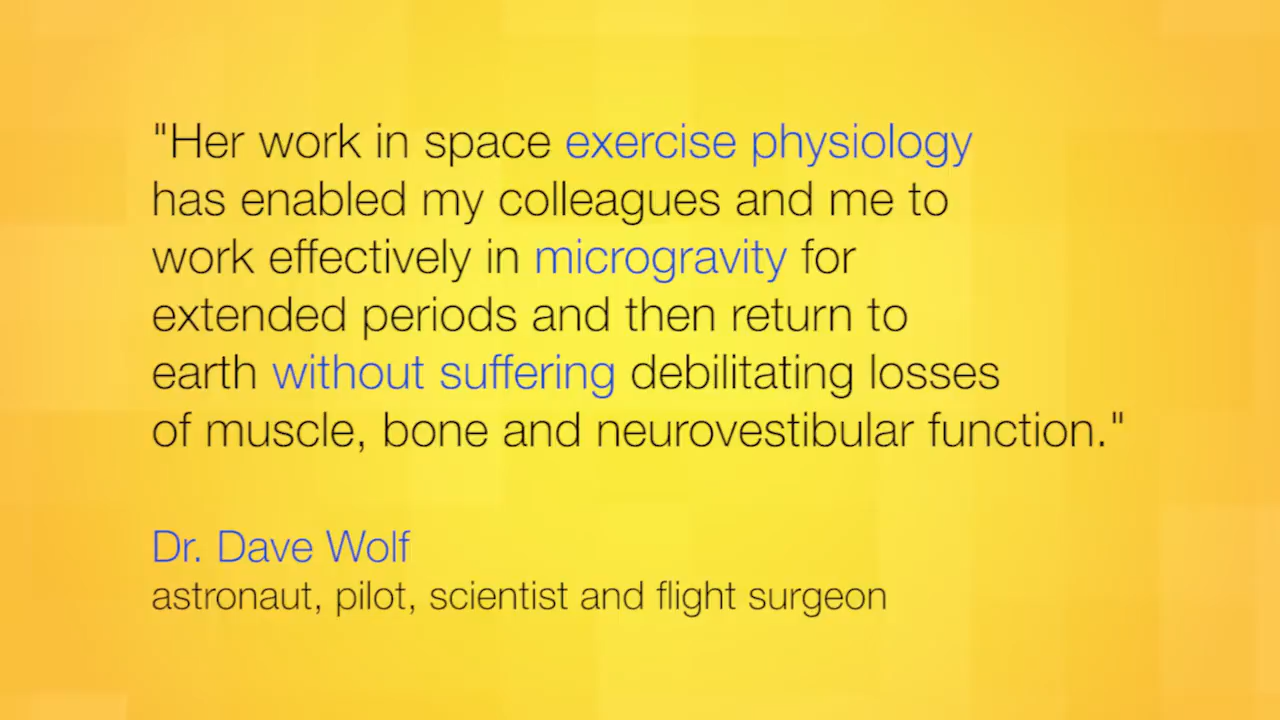 "Her work in space exercise physiology
has enabled my colleagues and me to
work effectively in microgravity for
extended periods and then return to
earth without suffering debilitating losses
of muscle, bone and neurovestibular function."
Dr. Dave Wolf
astronaut, pilot, scientist and flight surgeon